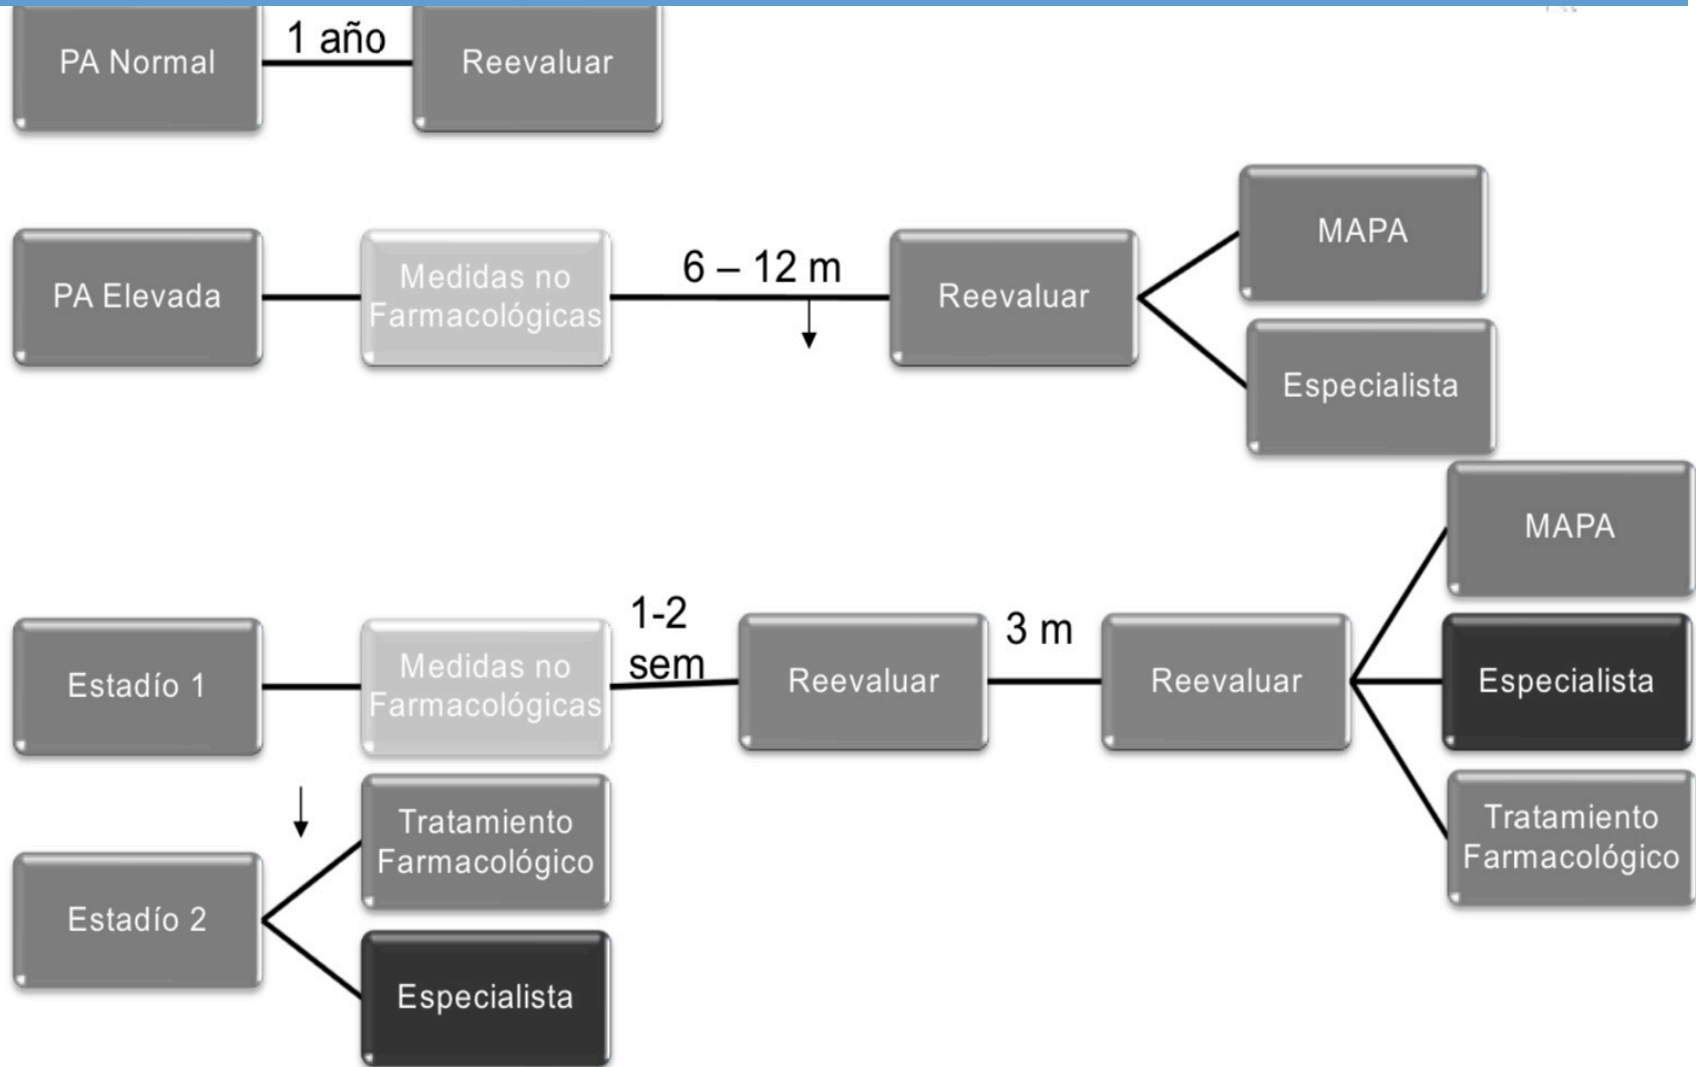 PA Normal
1 año
Reevaluar
PA Elevada
Medidas no
Farmacológicas
6 – 12 m
Reevaluar
MAPA
Especialista
Estadío 1
Medidas no
Farmacológicas
1-2
sem
Reevaluar
3 m
Reevaluar
MAPA
Especialista
Tratamiento
Farmacológico
Estadío 2
Tratamiento
Farmacológico
Especialista